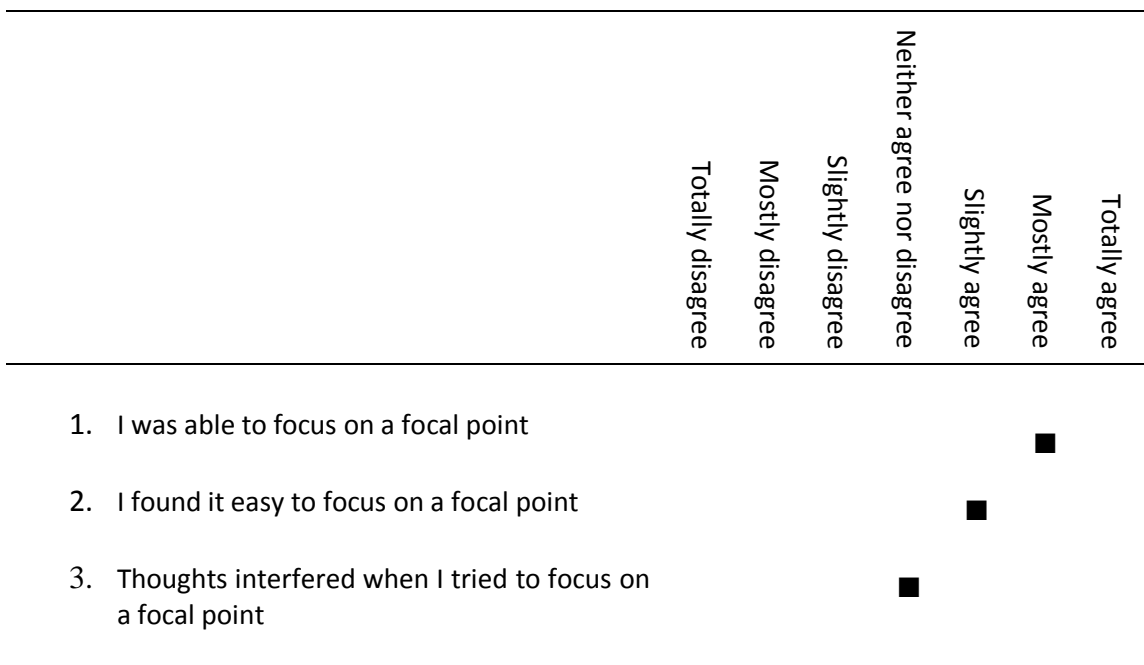 Totally disagree
Mostly disagree
Slightly disagree
Neither agree nor disagree
Slightly agree
Mostly agree
Totally agree
1. I was able to focus on a focal point
2. I found it easy to focus on a focal point
3. Thoughts interfered when I tried to focus on
a focal point